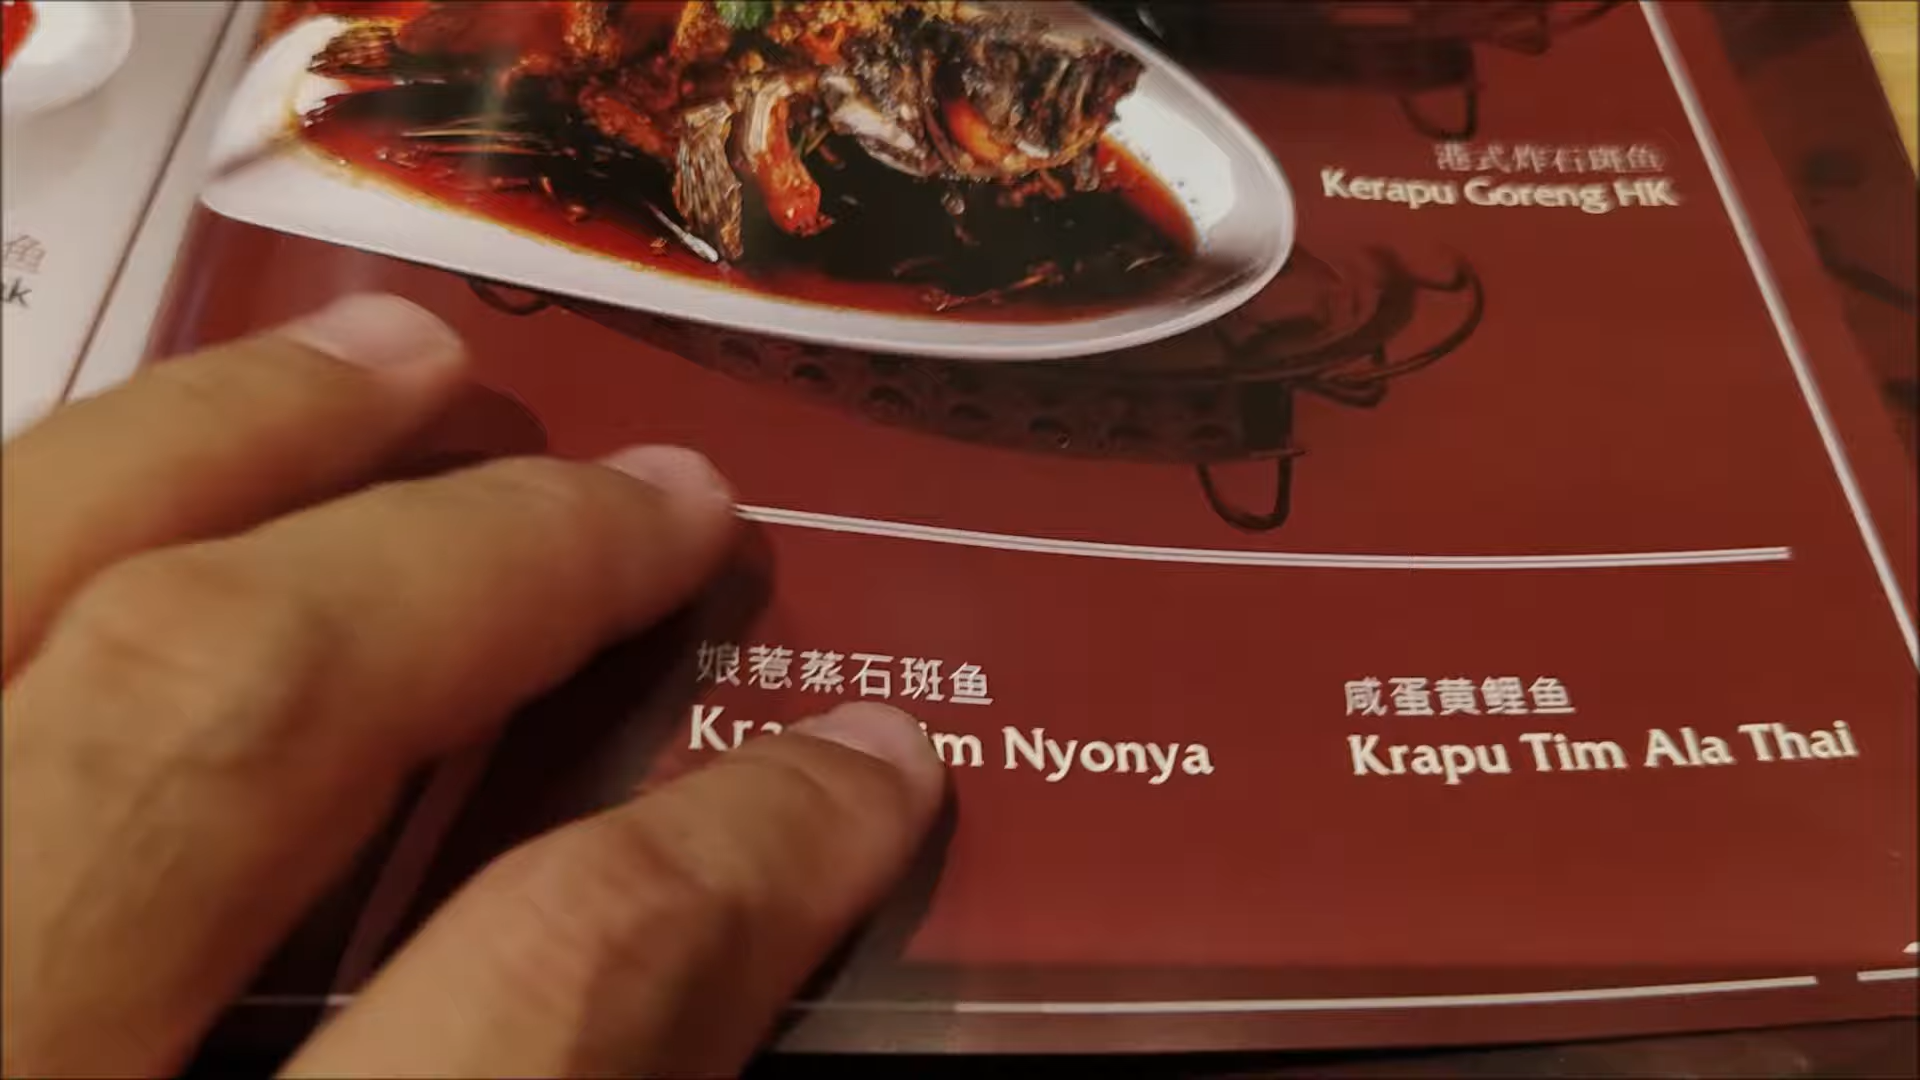 鱼
港式炸石斑鱼
Kerapu Goreng HK
娘惹蒸石斑鱼
Nyonya
咸蛋黄鲤鱼
Krapu Tim Ala Thai